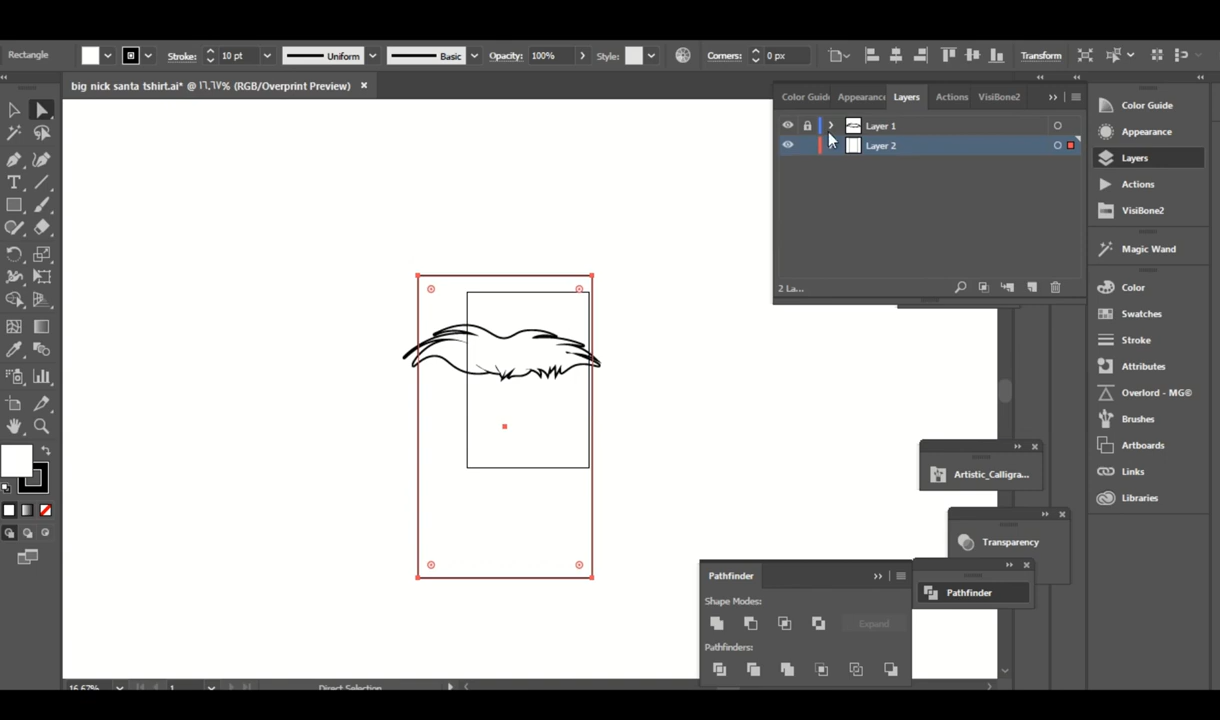 Rectangle Stroke: 10 pt Uniform Basic Opacity: 100% Style: Corners: 0 px Transform
big nick santa tshirt.ai* @ ١٦.٦٧% (RGB/Overprint Preview)
Color Guide Appearance Layers Actions VisiBone2
Layer 1
Layer 2
2 La...
Color Guide
Appearance
Layers
Actions
VisiBone2
Magic Wand
Color
Swatches
Stroke
Attributes
Overlord - MG©
Brushes
Artboards
Links
Libraries
Artistic_Calligra...
Transparency
Pathfinder
Pathfinder
Shape Modes:
Expand
Pathfinders:
16.67% 1 Direct Selection